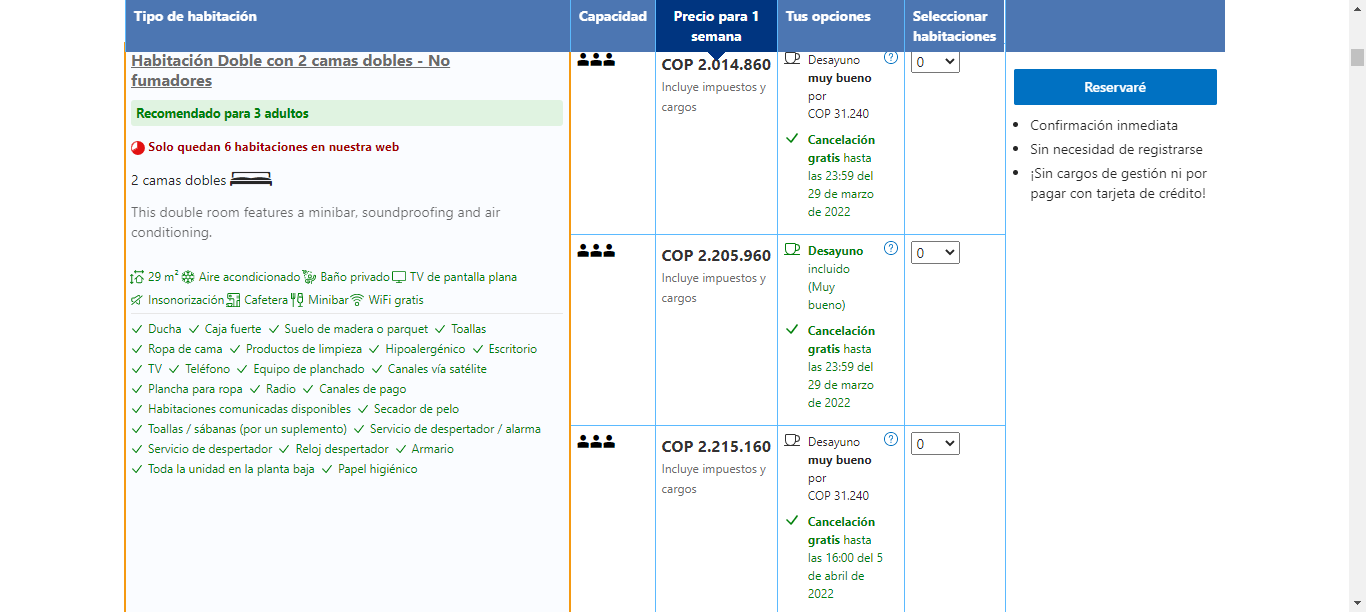 Tipo de habitación
Capacidad
Precio para 1
semana
Tus opciones
Seleccionar
habitaciones
Habitación Doble con 2 camas dobles - No
fumadores
Recomendado para 3 adultos
Solo quedan 6 habitaciones en nuestra web
2 camas dobles
This double room features a minibar, soundproofing and air
conditioning.
29 m² Aire acondicionado Baño privado TV de pantalla plana
Insonorización Cafetera Minibar WiFi gratis
Ducha Caja fuerte Suelo de madera o parquet Toallas
Ropa de cama Productos de limpieza Hipoalergénico Escritorio
TV Teléfono Equipo de planchado Canales vía satélite
Plancha para ropa Radio Canales de pago
Habitaciones comunicadas disponibles Secador de pelo
Toallas / sábanas (por un suplemento) Servicio de despertador / alarma
Servicio de despertador Reloj despertador Armario
Toda la unidad en la planta baja Papel higiénico
COP 2.014.860
Incluye impuestos y
cargos
Desayuno
muy bueno
por
COP 31.240
?
Cancelación
gratis hasta
las 23:59 del
29 de marzo
de 2022
0
COP 2.205.960
Incluye impuestos y
cargos
Desayuno
incluido
(Muy
bueno)
?
Cancelación
gratis hasta
las 23:59 del
29 de marzo
de 2022
0
COP 2.215.160
Incluye impuestos y
cargos
Desayuno
muy bueno
por
COP 31.240
?
Cancelación
gratis hasta
las 16:00 del 5
de abril de
2022
0
Reservaré
• Confirmación inmediata
• Sin necesidad de registrarse
• ¡Sin cargos de gestión ni por
pagar con tarjeta de crédito!